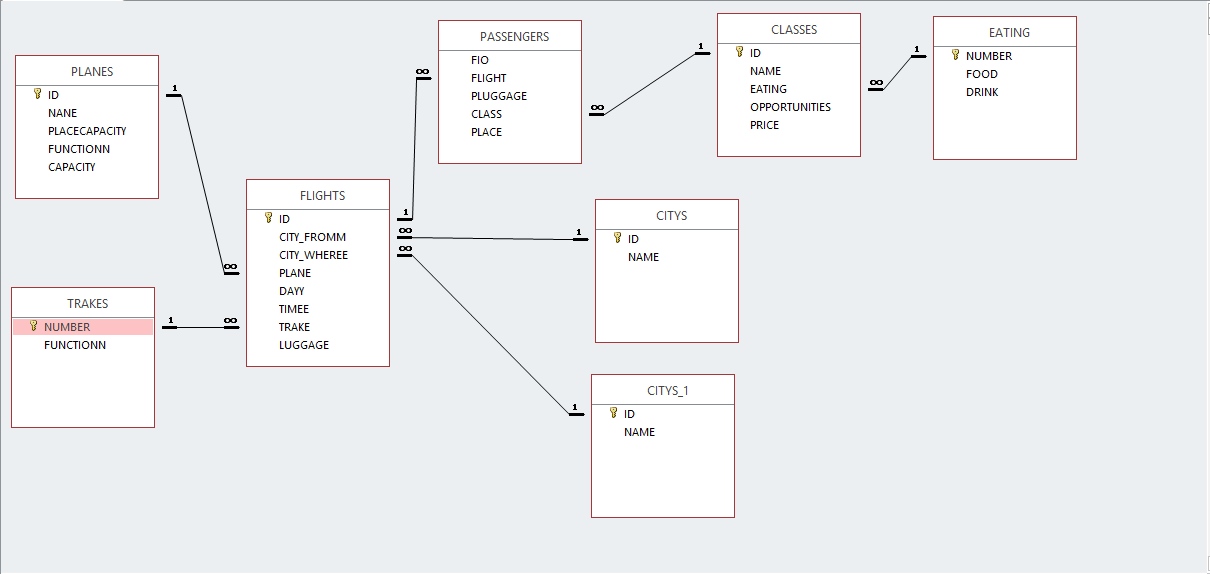 PLANES
ID
NANE
PLACECAPACITY
FUNCTIONN
CAPACITY
1
∞
TRAKES
NUMBER
FUNCTIONN
1
∞
FLIGHTS
ID
CITY_FROMM
CITY_WHEREE
PLANE
DAYY
TIMEE
TRAKE
LUGGAGE
1
∞
∞
∞
PASSENGERS
FIO
FLIGHT
PLUGGAGE
CLASS
PLACE
∞
1
CLASSES
ID
NAME
EATING
OPPORTUNITIES
PRICE
∞
1
EATING
NUMBER
FOOD
DRINK
1
CITYS
ID
NAME
1
CITYS_1
ID
NAME